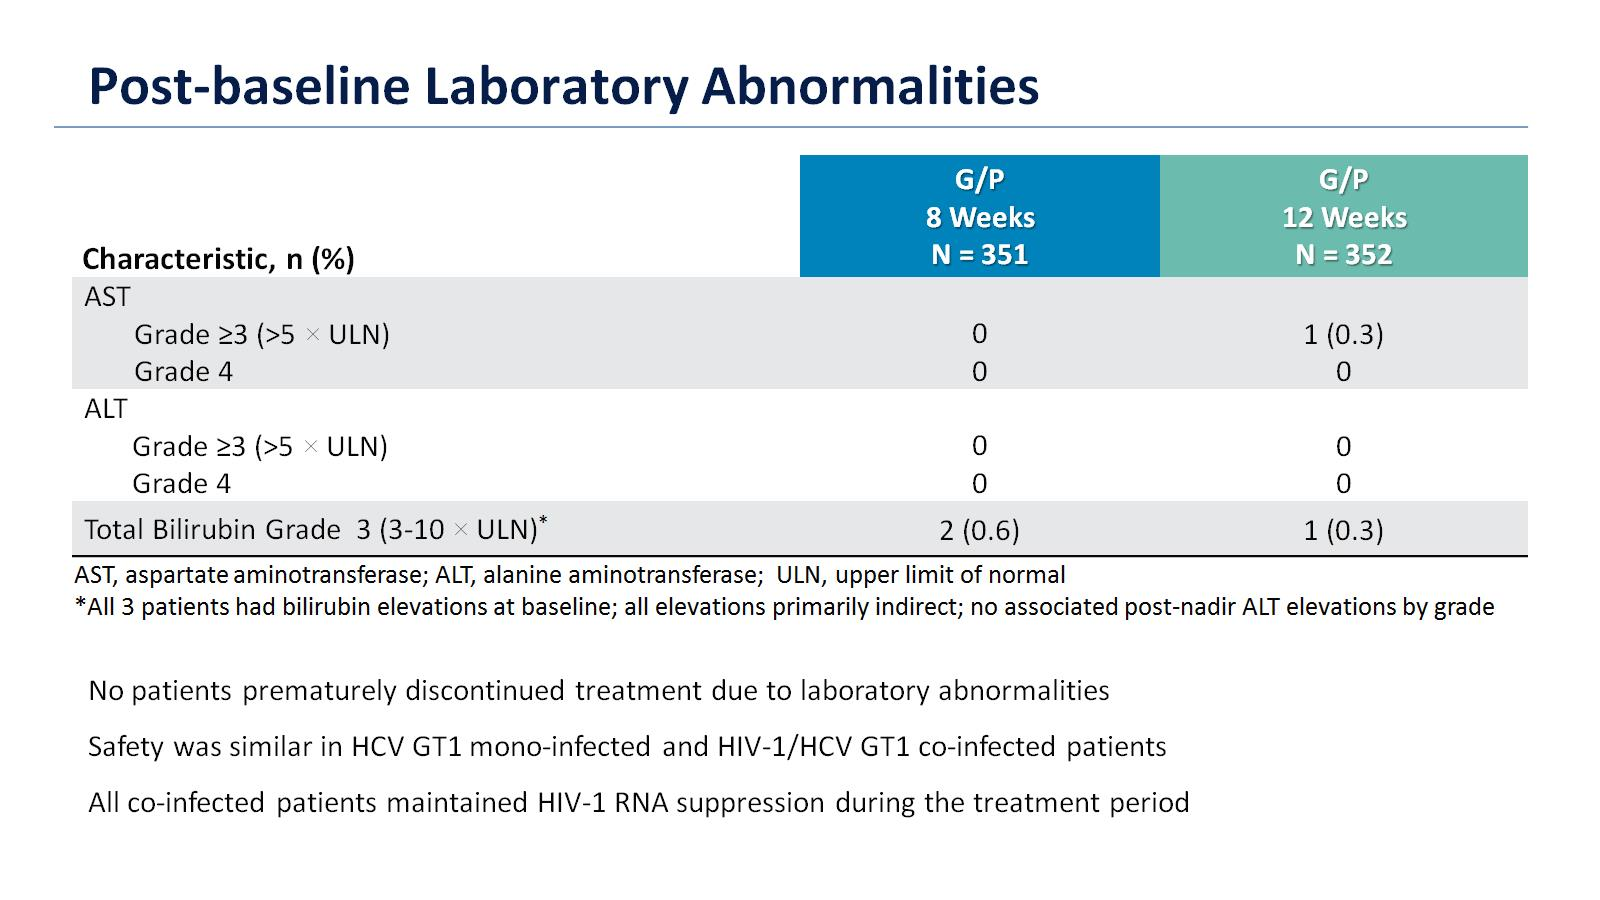 Post-baseline Laboratory Abnormalities
Characteristic, n (%)
G/P
8 Weeks
N = 351
G/P
12 Weeks
N = 352
AST
Grade ≥3 (>5 × ULN) 0 1 (0.3)
Grade 4 0 0
ALT
Grade ≥3 (>5 × ULN) 0 0
Grade 4 0 0
Total Bilirubin Grade 3 (3-10 × ULN)* 2 (0.6) 1 (0.3)
AST, aspartate aminotransferase; ALT, alanine aminotransferase; ULN, upper limit of normal
*All 3 patients had bilirubin elevations at baseline; all elevations primarily indirect; no associated post-nadir ALT elevations by grade
No patients prematurely discontinued treatment due to laboratory abnormalities
Safety was similar in HCV GT1 mono-infected and HIV-1/HCV GT1 co-infected patients
All co-infected patients maintained HIV-1 RNA suppression during the treatment period